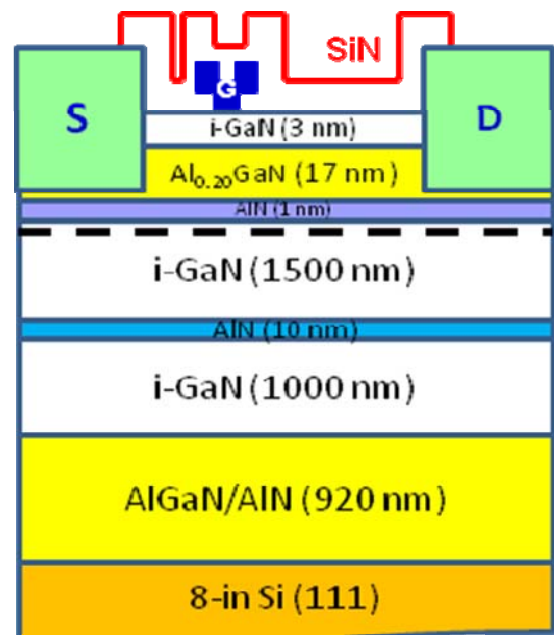 SiN
S
G
D
i-GaN (3 nm)
Al0.20GaN (17 nm)
AlN (1 nm)
i-GaN (1500 nm)
AlN (10 nm)
i-GaN (1000 nm)
AlGaN/AlN (920 nm)
8-in Si (111)